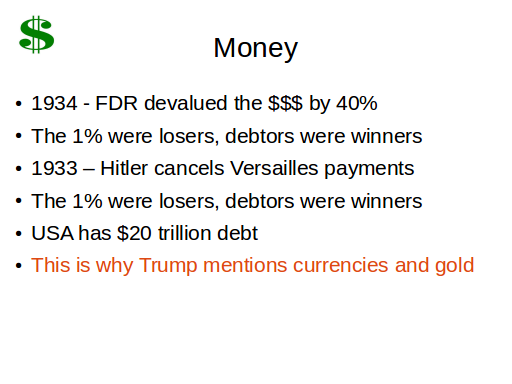 $
Money
• 1934 - FDR devalued the $$$ by 40%
• The 1% were losers, debtors were winners
• 1933 – Hitler cancels Versailles payments
• The 1% were losers, debtors were winners
• USA has $20 trillion debt
• This is why Trump mentions currencies and gold